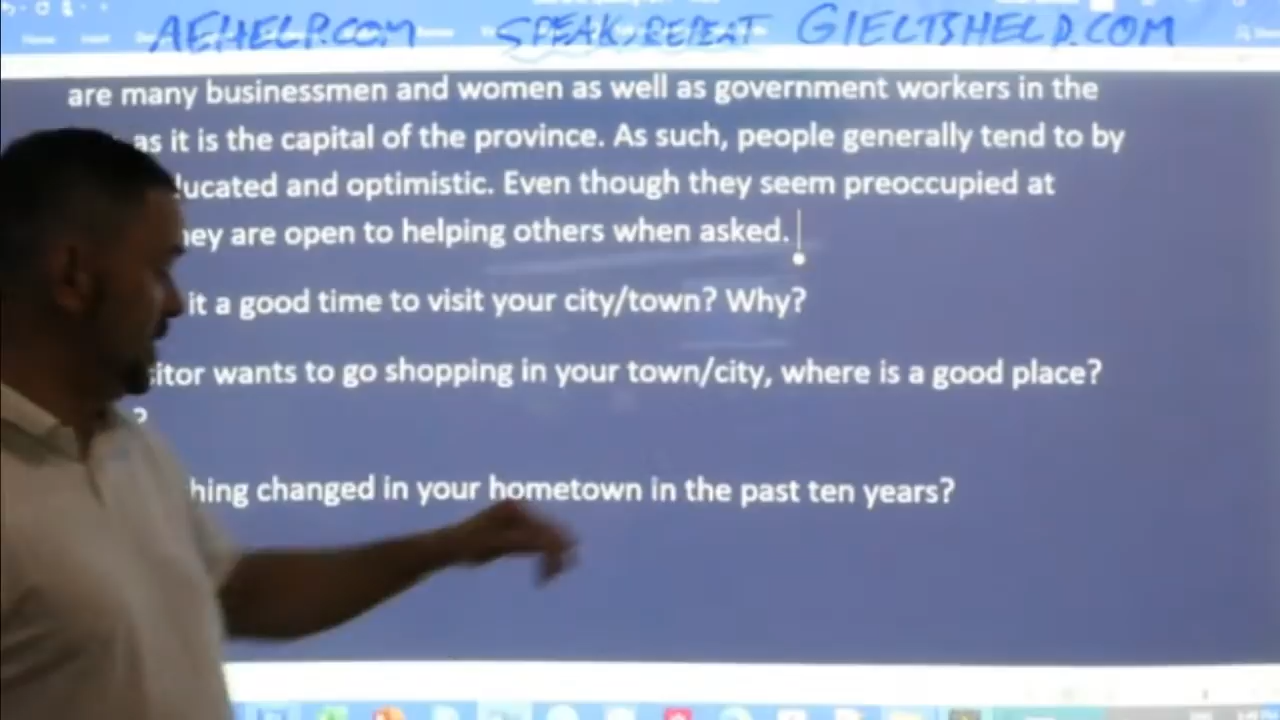 AEHELP.COM SPEAK, REPEAT GIELTSHELP.COM
are many businessmen and women as well as government workers in the
as it is the capital of the province. As such, people generally tend to by
ucated and optimistic. Even though they seem preoccupied at
hey are open to helping others when asked.
it a good time to visit your city/town? Why?
sitor wants to go shopping in your town/city, where is a good place?
?
hing changed in your hometown in the past ten years?